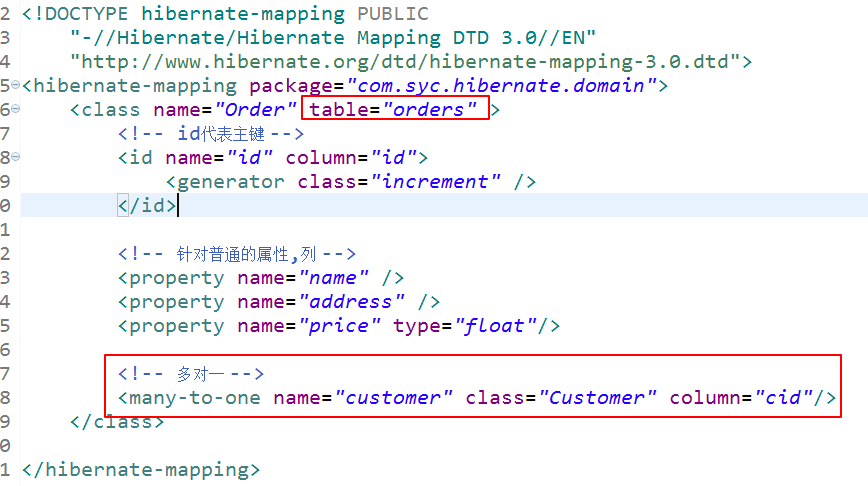 2 <!DOCTYPE hibernate-mapping PUBLIC
3 "-//Hibernate/Hibernate Mapping DTD 3.0//EN"
4 "http://www.hibernate.org/dtd/hibernate-mapping-3.0.dtd">
5 <hibernate-mapping package="com.syc.hibernate.domain">
6 <class name="Order" table="orders" >
7 <!-- id代表主键 -->
8 <id name="id" column="id">
9 <generator class="increment" />
0 </id>
1
2 <!-- 针对普通的属性,列 -->
3 <property name="name" />
4 <property name="address" />
5 <property name="price" type="float"/>
6
7 <!-- 多对一 -->
8 <many-to-one name="customer" class="Customer" column="cid"/>
9 </class>
0
1 </hibernate-mapping>